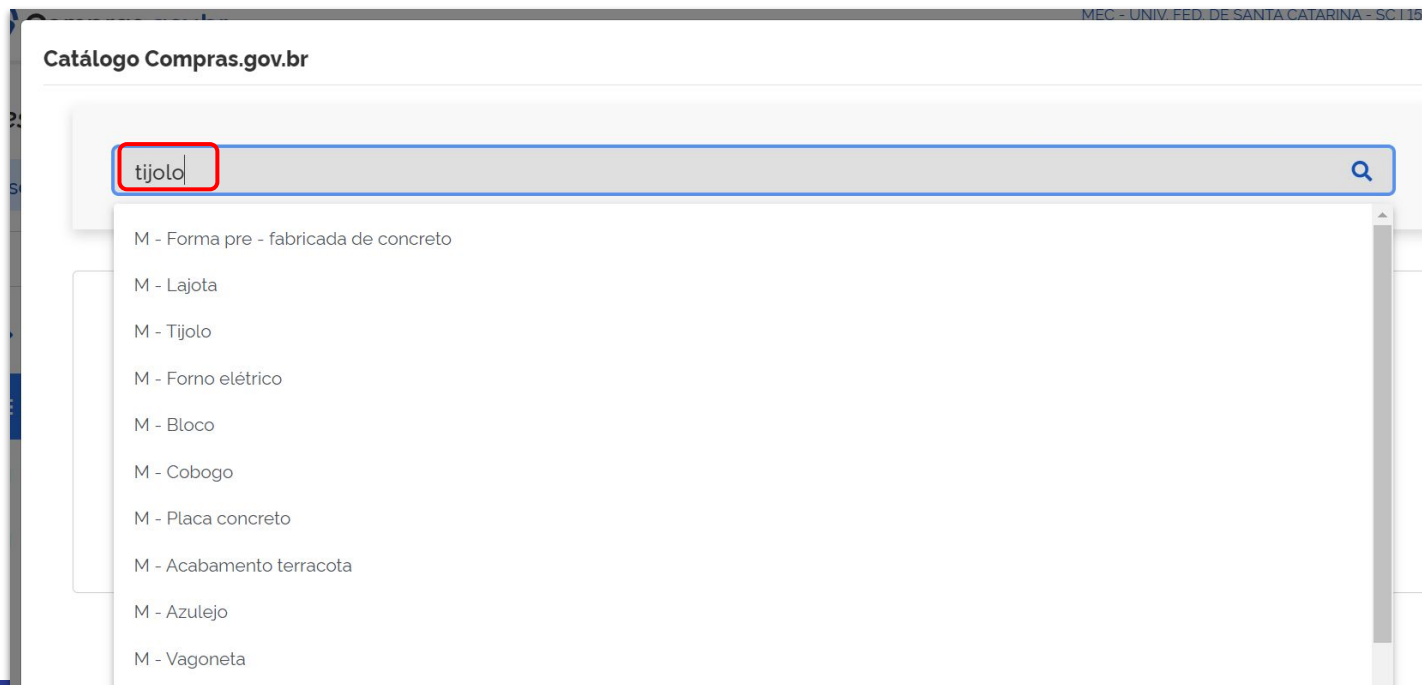 MEC - UNIV. FED. DE SANTA CATARINA - SC | 15
Catálogo Compras.gov.br
tijolo
M - Forma pre - fabricada de concreto
M - Lajota
M - Tijolo
M - Forno elétrico
M - Bloco
M - Cobogo
M - Placa concreto
M - Acabamento terracota
M - Azulejo
M - Vagoneta